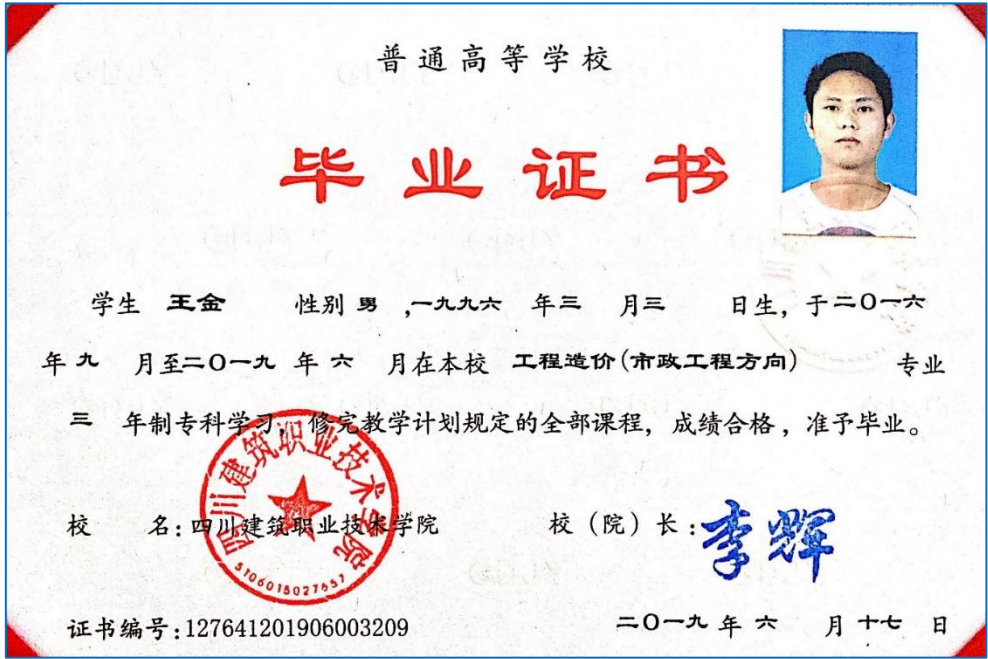 普通高等学校
毕业证书
学生 王金 性别 男 ,一九九六 年三 月三 日生，于二〇一六
年 九 月至二〇一九 年 六 月在本校 工程造价(市政工程方向) 专业
三 年制专科学习，修完教学计划规定的全部课程，成绩合格，准予毕业。
校 名：四川建筑职业技术学院 校（院）长：李辉
四川建筑职业技术学院
5106015027657
证书编号：127641201906003209 二〇一九 年 六 月 十七 日